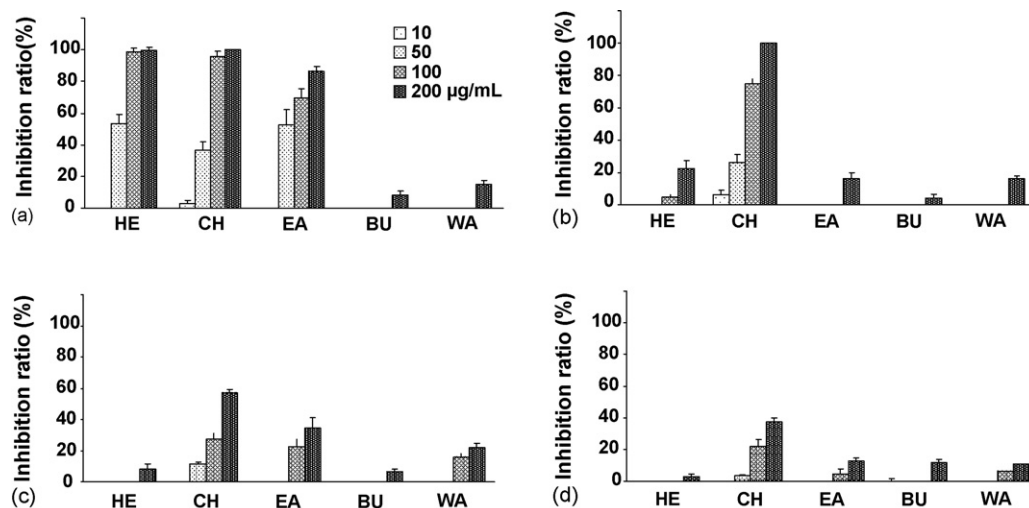 Inhibition ratio(%)
100
80
60
40
20
0
10
50
100
200 µg/mL
(a)
HE CH EA BU WA
Inhibition ratio (%)
100
80
60
40
20
0
(b)
HE CH EA BU WA
Inhibition ratio (%)
100
80
60
40
20
0
(c)
HE CH EA BU WA
Inhibition ratio (%)
100
80
60
40
20
0
(d)
HE CH EA BU WA